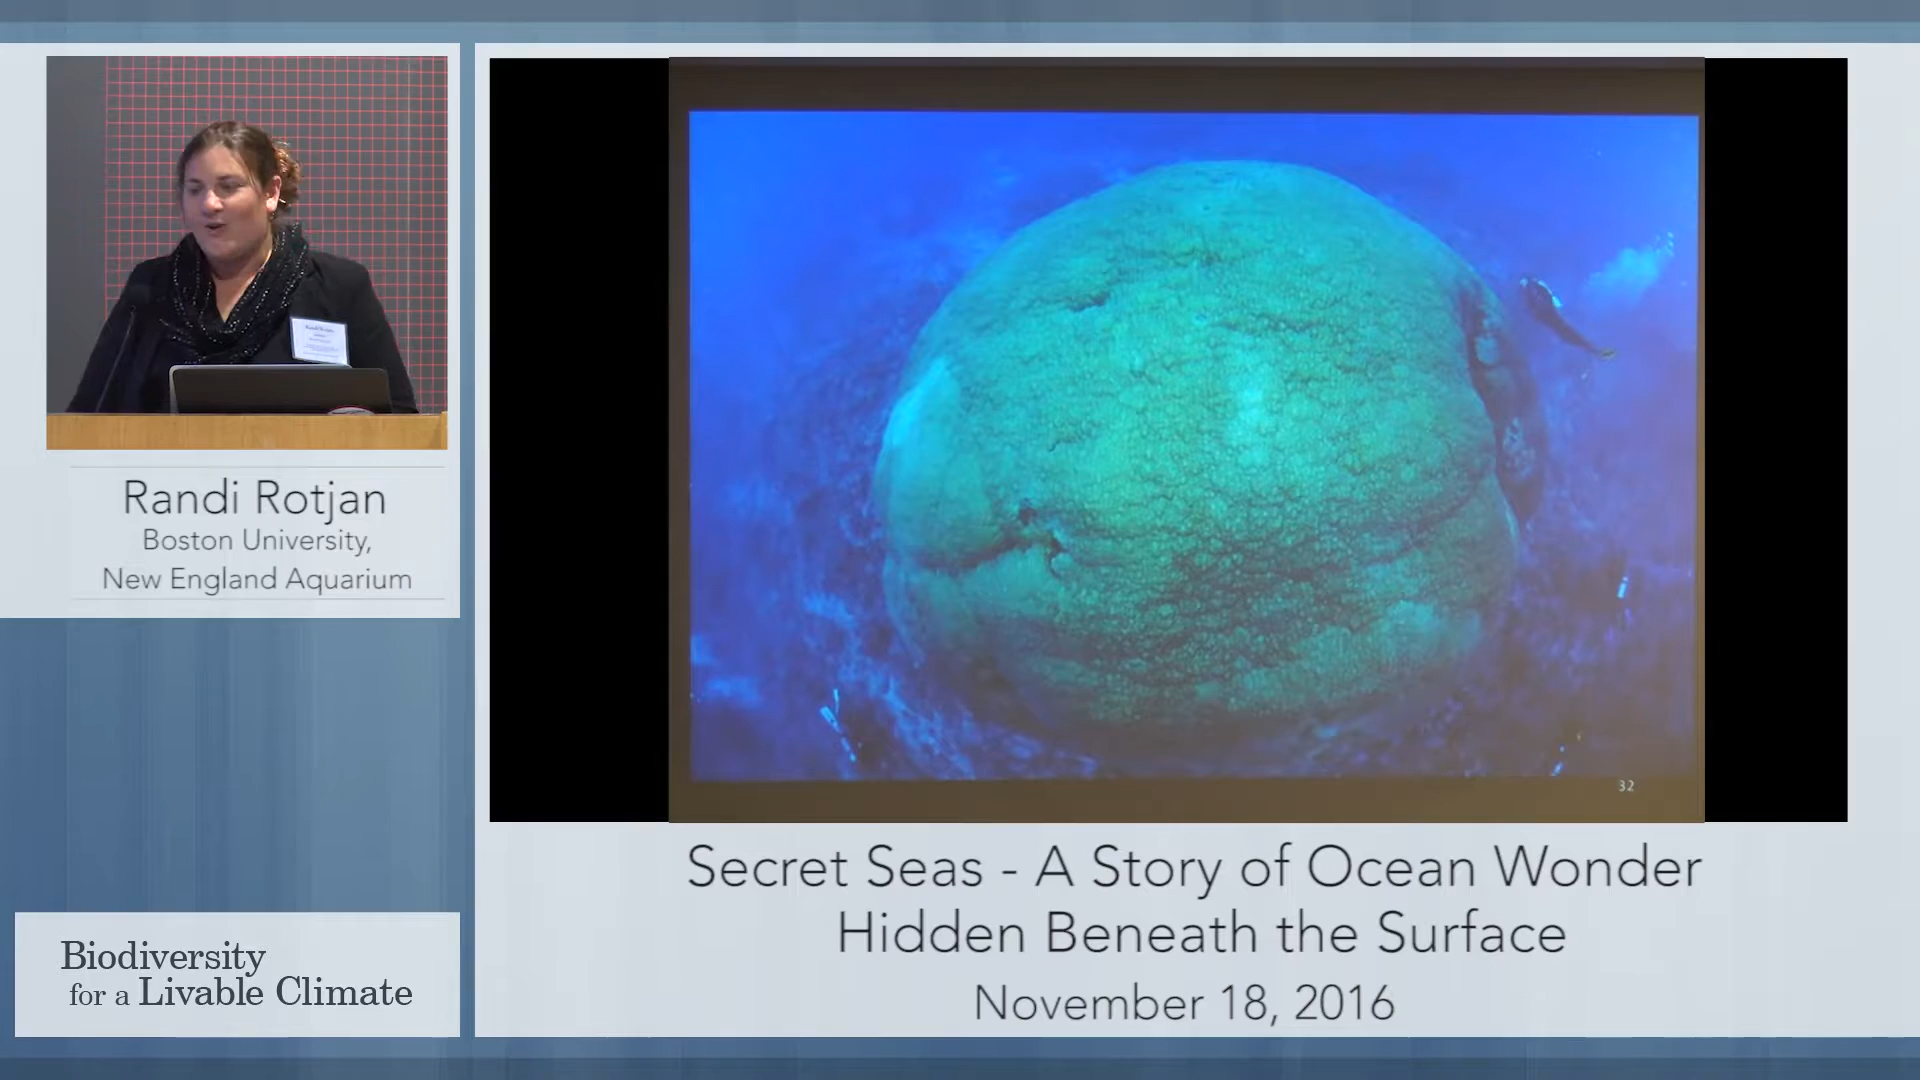 Randi Rotjan
Boston University,
New England Aquarium
32
Secret Seas - A Story of Ocean Wonder
Hidden Beneath the Surface
November 18, 2016
Biodiversity
for a Livable Climate